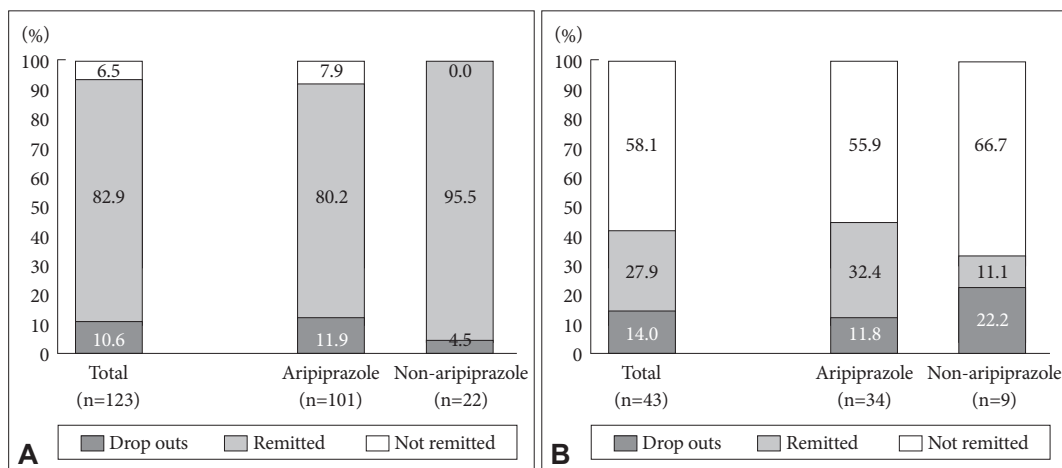 (%)
100
90
80
70
60
50
40
30
20
10
0
6.5
82.9
10.6
7.9
80.2
11.9
0.0
95.5
4.5
Total
(n=123)
Aripiprazole
(n=101)
Non-aripiprazole
(n=22)
A
Drop outs Remitted Not remitted
(%)
100
90
80
70
60
50
40
30
20
10
0
58.1
27.9
14.0
55.9
32.4
11.8
66.7
11.1
22.2
Total
(n=43)
Aripiprazole
(n=34)
Non-aripiprazole
(n=9)
B
Drop outs Remitted Not remitted